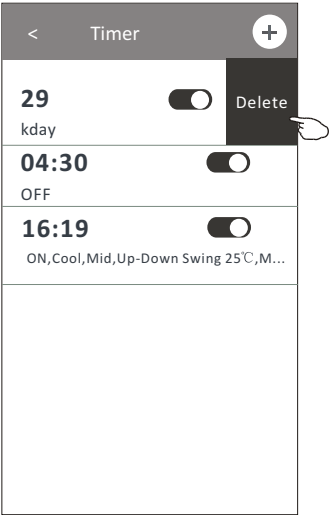 < Timer +
29
kday
Delete
04:30
OFF
16:19
ON,Cool,Mid,Up-Down Swing 25℃,M...